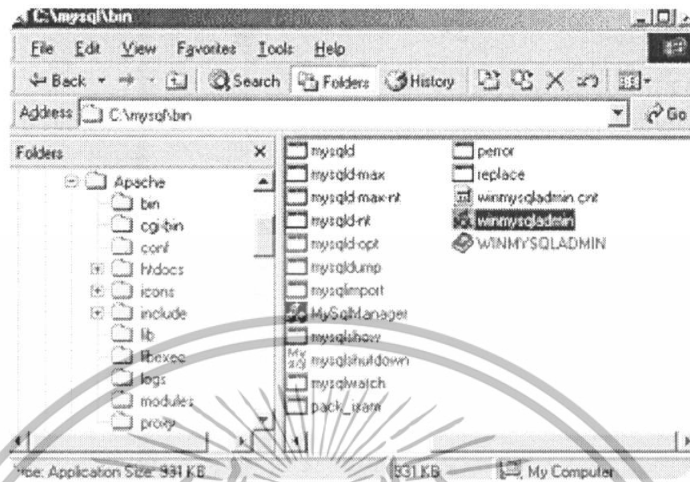 C:\mysql\bin
File Edit View Favorites Tools Help
Back Search Folders History
Address C:\mysql\bin Go
Folders
Apache
bin
cgi-bin
conf
htdocs
icons
include
lib
libexec
logs
modules
proxy
mysqld
mysqld-max
mysqld-max-nt
mysqld-nt
mysqld-opt
mysqldump
mysqlimport
MySqlManager
mysqlshow
mysqlshutdown
mysqlwatch
pack_isam
perror
replace
winmysqladmin.cnt
winmysqladmin
WINMYSQLADMIN
Type: Application Size: 931 KB 931 KB My Computer